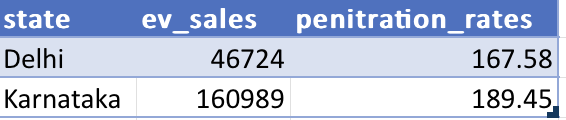 state ev_sales penitration_rates
Delhi 46724 167.58
Karnataka 160989 189.45